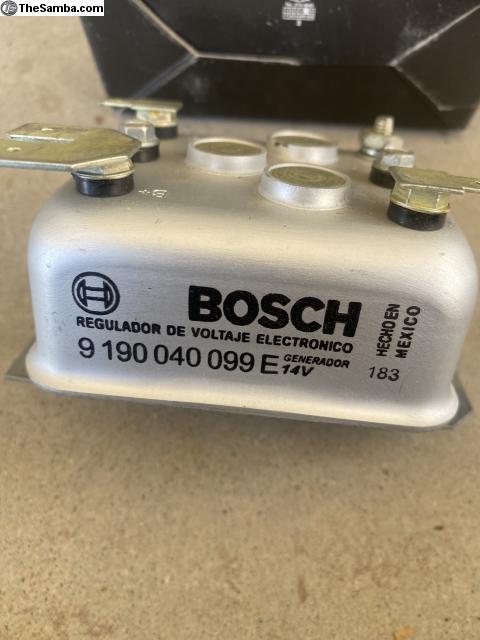 TheSamba.com
B+
BOSCH
REGULADOR DE VOLTAJE ELECTRONICO
9 190 040 099 E GENERADOR 14V
HECHO EN MEXICO
183